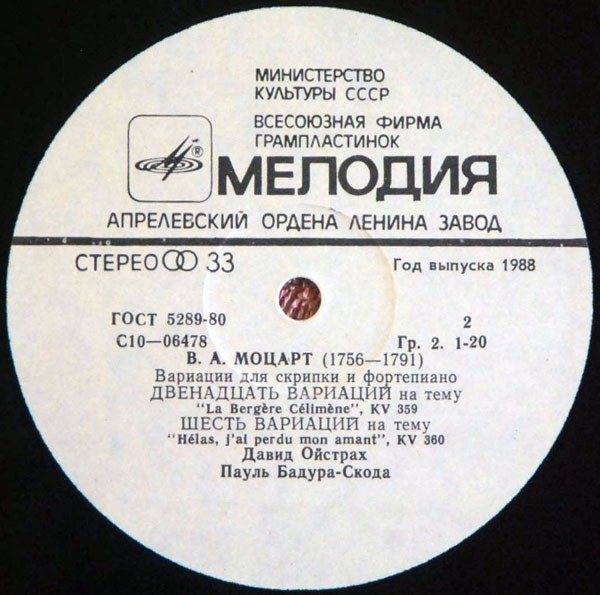 МИНИСТЕРСТВО
КУЛЬТУРЫ СССР
ВСЕСОЮЗНАЯ ФИРМА
ГРАМПЛАСТИНОК
®
МЕЛОДИЯ
АПРЕЛЕВСКИЙ ОРДЕНА ЛЕНИНА ЗАВОД
СТЕРЕО 33
Год выпуска 1988
ГОСТ 5289-80
2
С10—06478
Гр. 2. 1-20
В. А. МОЦАРТ (1756—1791)
Вариации для скрипки и фортепиано
ДВЕНАДЦАТЬ ВАРИАЦИЙ на тему
"La Bergère Célimène", KV 359
ШЕСТЬ ВАРИАЦИЙ на тему
"Hélas, j'ai perdu mon amant", KV 360
Давид Ойстрах
Пауль Бадура-Скода